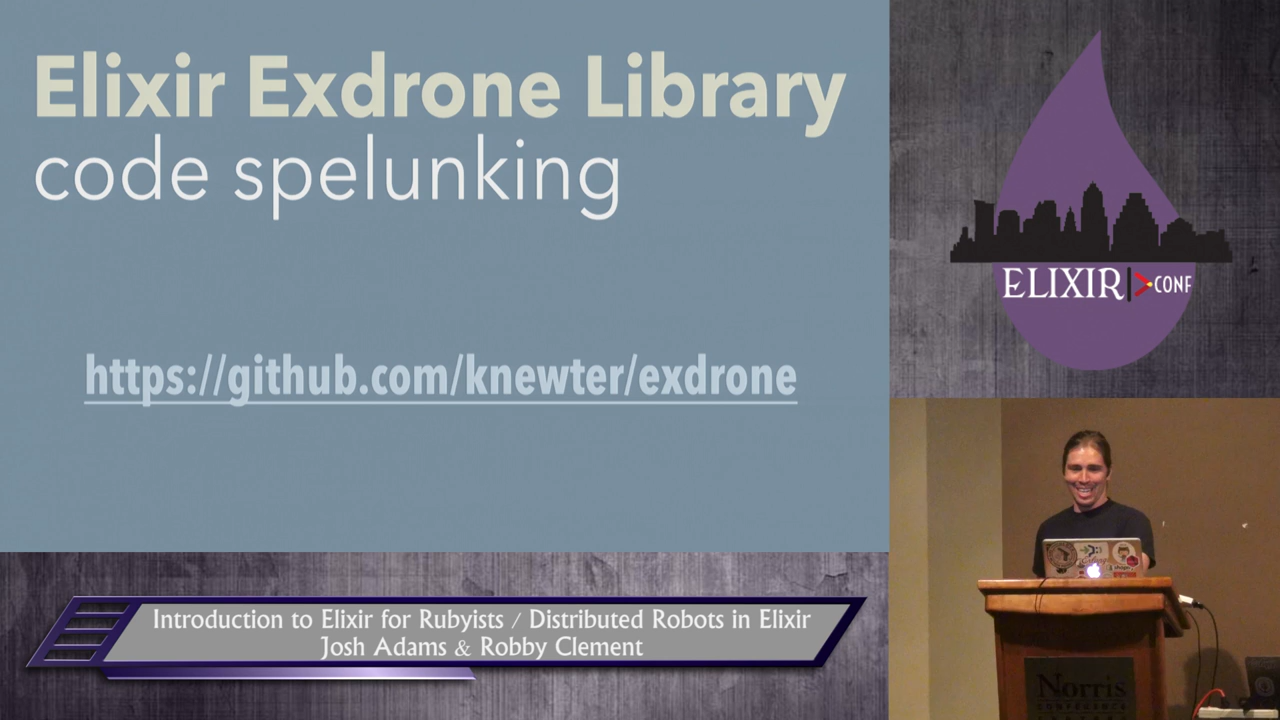 Elixir Exdrone Library
code spelunking
https://github.com/knewter/exdrone
ELIXIR CONF
Introduction to Elixir for Rubyists / Distributed Robots in Elixir
Josh Adams & Robby Clement
Norris
CONFERENCE